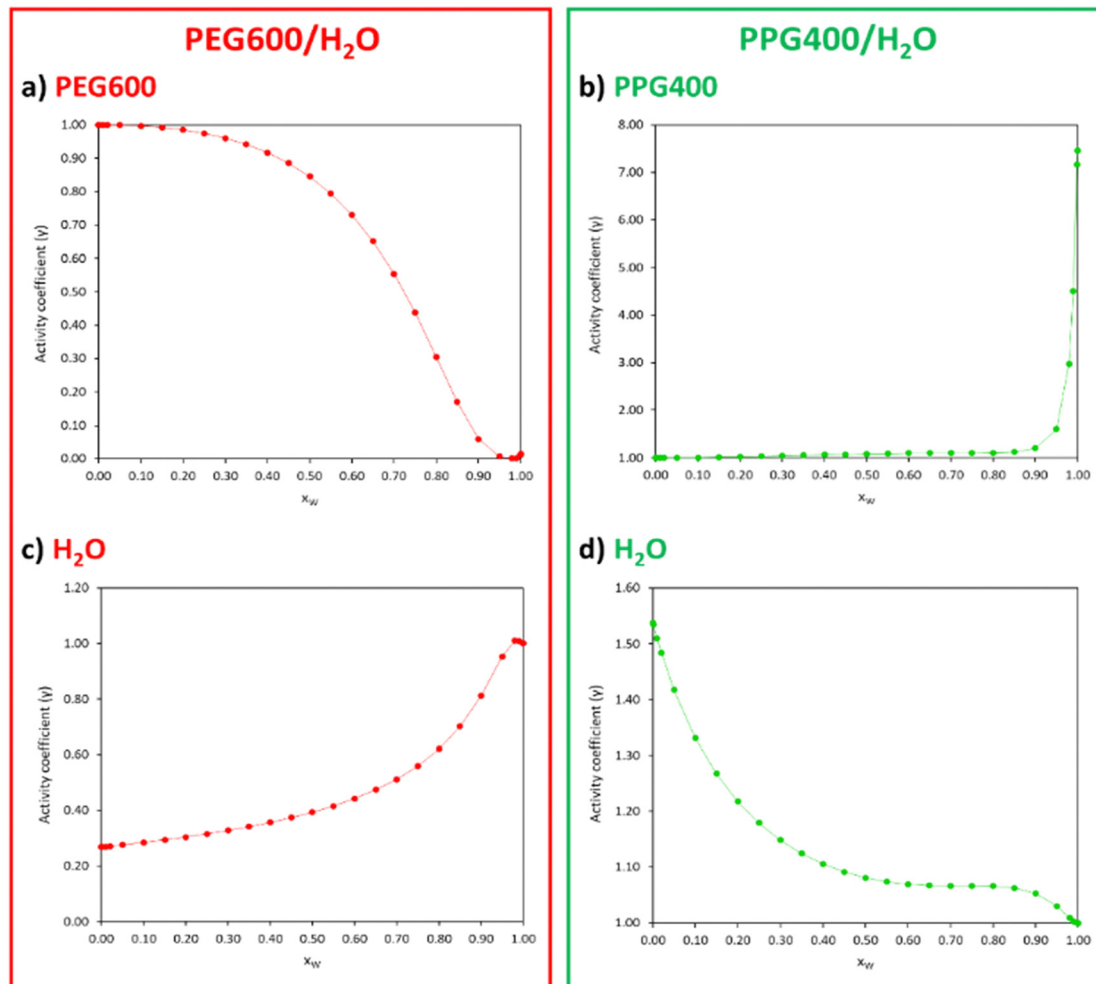 PEG600/H₂O
a) PEG600
1.00
0.90
0.80
0.70
0.60
0.50
0.40
0.30
0.20
0.10
0.00
Activity coefficient (γ)
0.00 0.10 0.20 0.30 0.40 0.50 0.60 0.70 0.80 0.90 1.00
xw
c) H₂O
1.20
1.00
0.80
0.60
0.40
0.20
0.00
Activity coefficient (γ)
0.00 0.10 0.20 0.30 0.40 0.50 0.60 0.70 0.80 0.90 1.00
xw
PPG400/H₂O
b) PPG400
8.00
7.00
6.00
5.00
4.00
3.00
2.00
1.00
Activity coefficient (γ)
0.00 0.10 0.20 0.30 0.40 0.50 0.60 0.70 0.80 0.90 1.00
xw
d) H₂O
1.60
1.50
1.40
1.30
1.20
1.10
1.00
Activity coefficient (γ)
0.00 0.10 0.20 0.30 0.40 0.50 0.60 0.70 0.80 0.90 1.00
xw